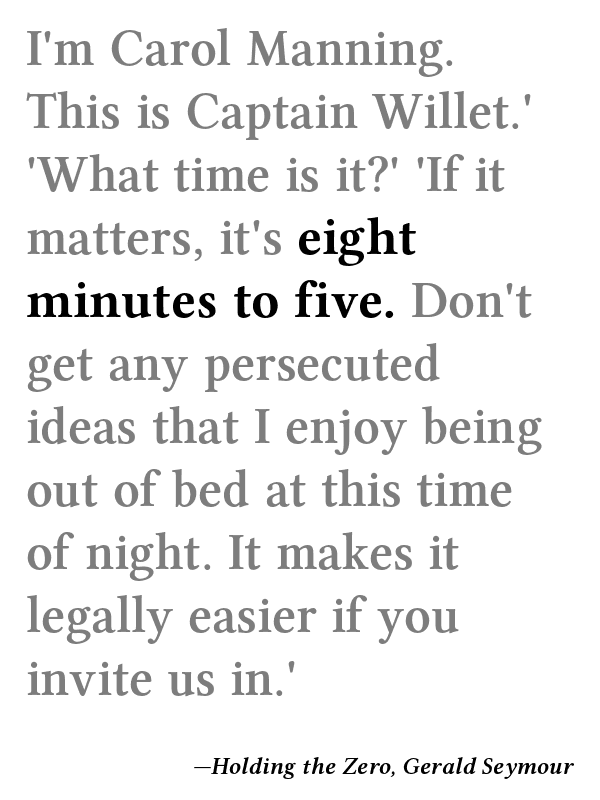 I'm Carol Manning.
This is Captain Willet.'
'What time is it?' 'If it
matters, it's eight
minutes to five. Don't
get any persecuted
ideas that I enjoy being
out of bed at this time
of night. It makes it
legally easier if you
invite us in.'
—Holding the Zero, Gerald Seymour